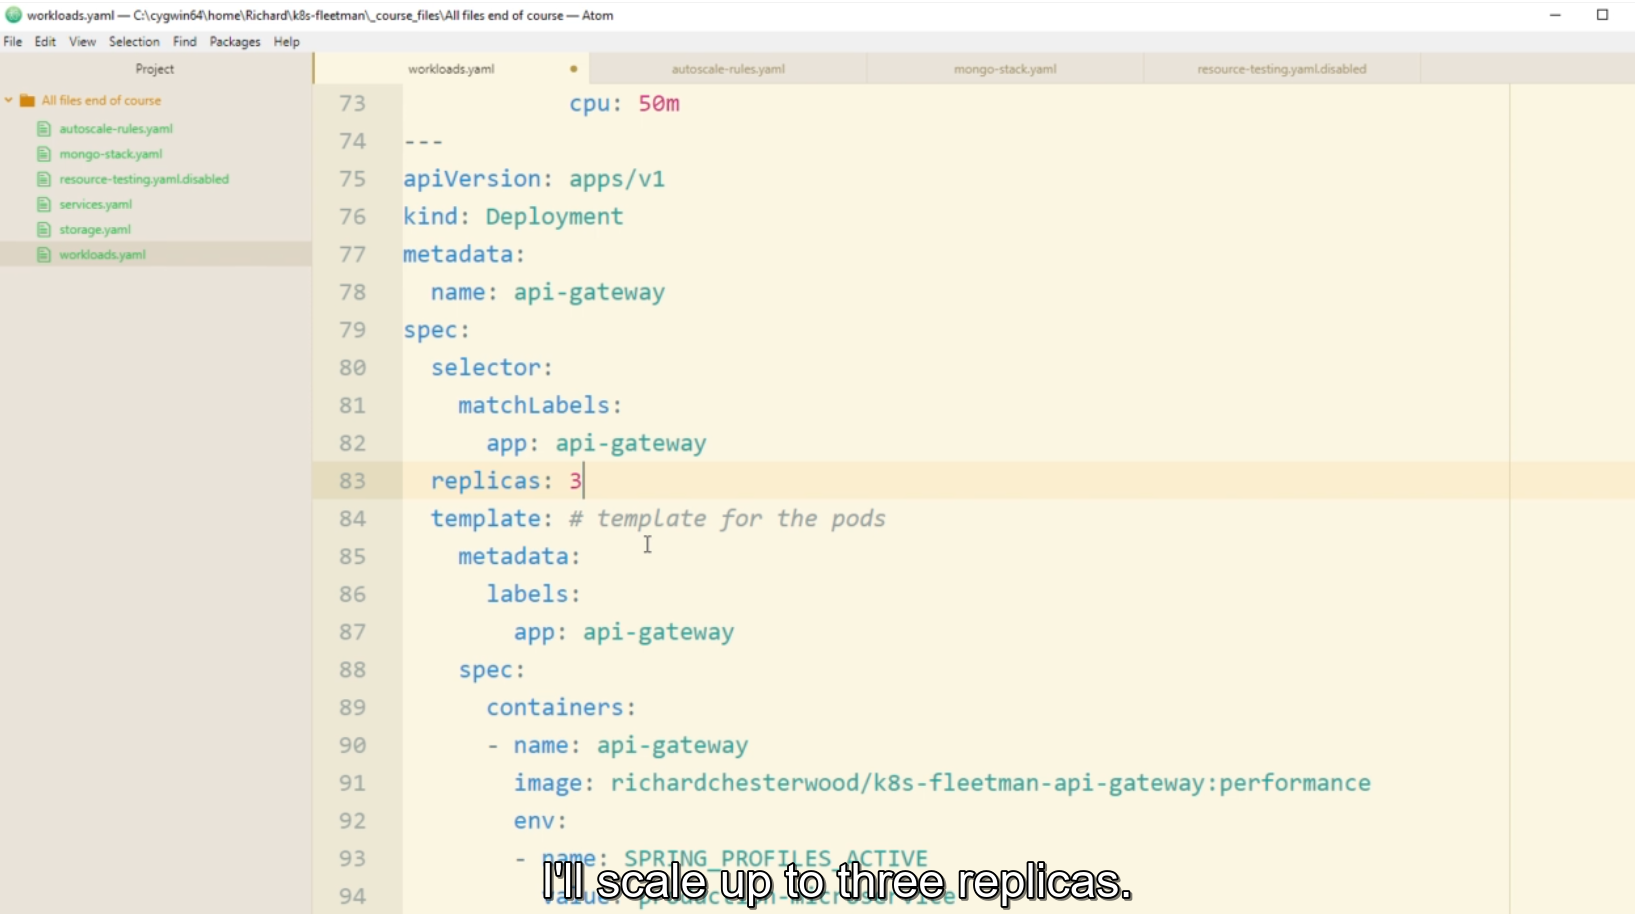 workloads.yaml — C:\cygwin64\home\Richard\k8s-fleetman\_course_files\All files end of course — Atom
File Edit View Selection Find Packages Help
Project
workloads.yaml
autoscale-rules.yaml
mongo-stack.yaml
resource-testing.yaml.disabled
All files end of course
autoscale-rules.yaml
mongo-stack.yaml
resource-testing.yaml.disabled
services.yaml
storage.yaml
workloads.yaml
73 cpu: 50m
74 ---
75 apiVersion: apps/v1
76 kind: Deployment
77 metadata:
78 name: api-gateway
79 spec:
80 selector:
81 matchLabels:
82 app: api-gateway
83 replicas: 3
84 template: # template for the pods
85 metadata:
86 labels:
87 app: api-gateway
88 spec:
89 containers:
90 - name: api-gateway
91 image: richardchesterwood/k8s-fleetman-api-gateway:performance
92 env:
93 - name: SPRING_PROFILES_ACTIVE
94 value: production-microservice
I'll scale up to three replicas.